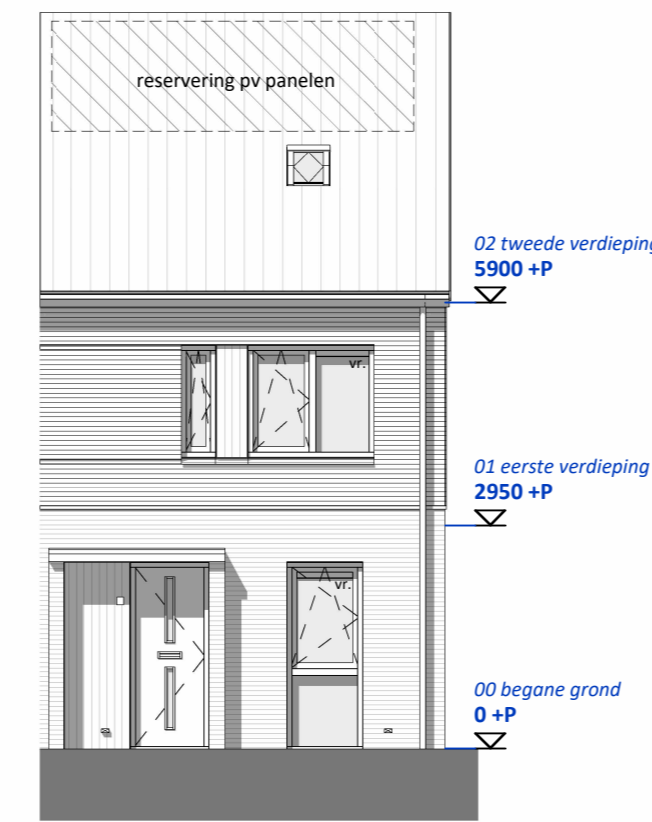 reservering pv panelen
02 tweede verdieping
5900 +P
vr.
01 eerste verdieping
2950 +P
vr.
00 begane grond
0 +P